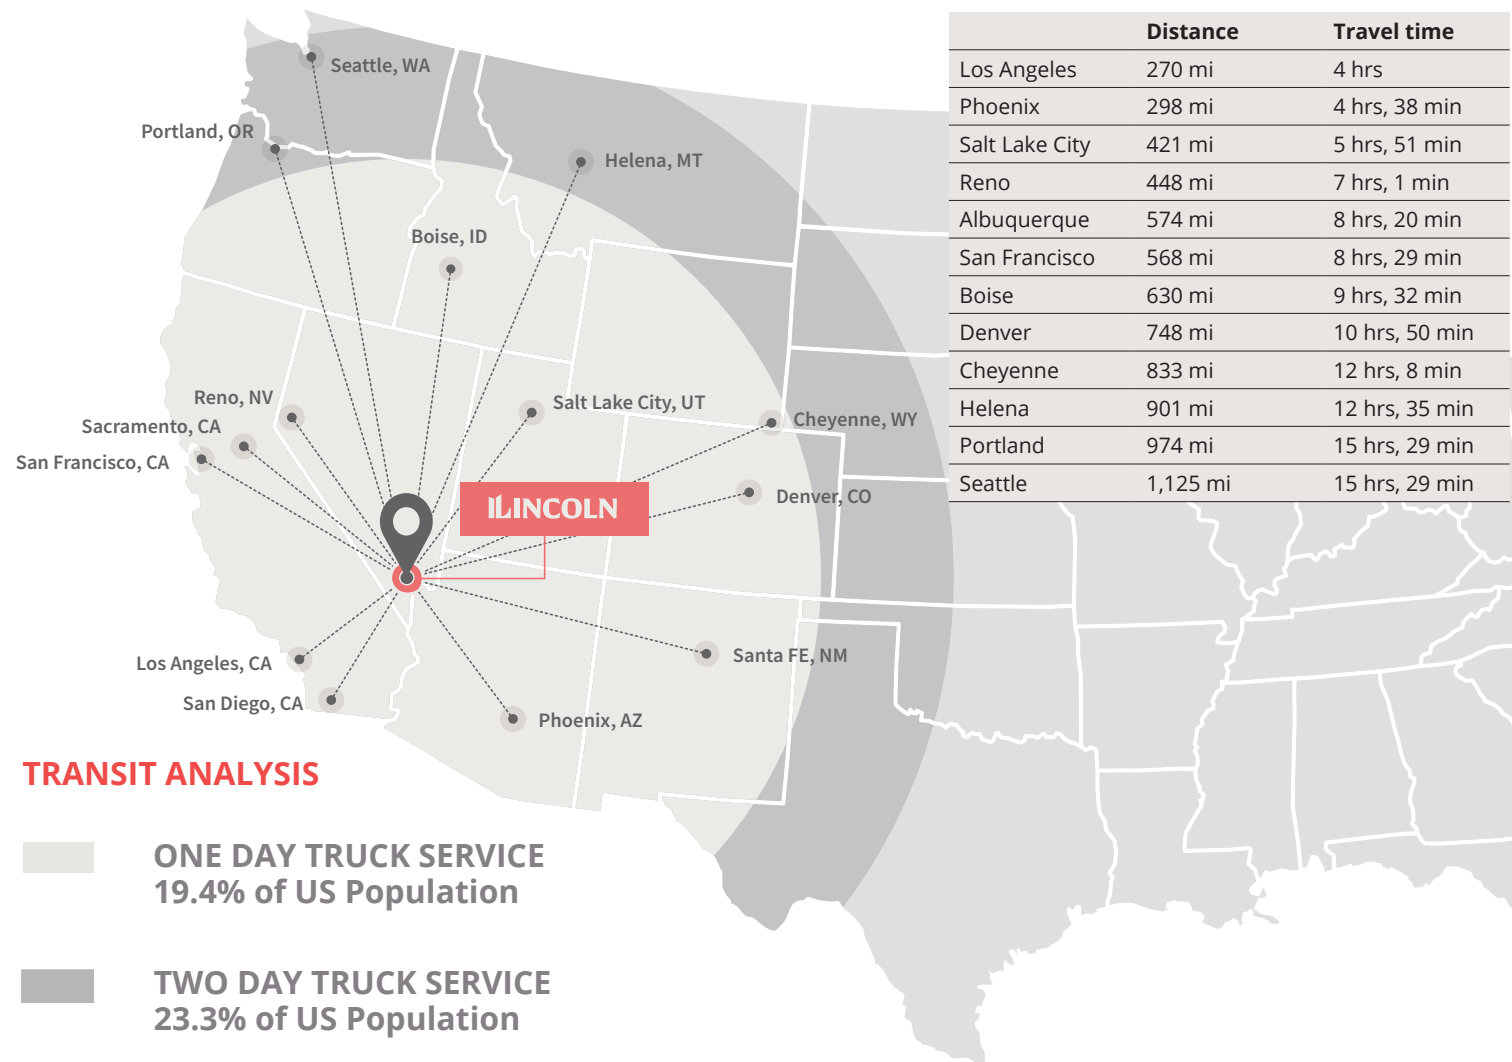 Seattle, WA
Portland, OR
Helena, MT
Boise, ID
Reno, NV
Salt Lake City, UT
Sacramento, CA
Cheyenne, WY
San Francisco, CA
Denver, CO
LINCOLN
Los Angeles, CA
Santa FE, NM
San Diego, CA
Phoenix, AZ
Distance Travel time
Los Angeles 270 mi 4 hrs
Phoenix 298 mi 4 hrs, 38 min
Salt Lake City 421 mi 5 hrs, 51 min
Reno 448 mi 7 hrs, 1 min
Albuquerque 574 mi 8 hrs, 20 min
San Francisco 568 mi 8 hrs, 29 min
Boise 630 mi 9 hrs, 32 min
Denver 748 mi 10 hrs, 50 min
Cheyenne 833 mi 12 hrs, 8 min
Helena 901 mi 12 hrs, 35 min
Portland 974 mi 15 hrs, 29 min
Seattle 1,125 mi 15 hrs, 29 min
TRANSIT ANALYSIS
ONE DAY TRUCK SERVICE
19.4% of US Population
TWO DAY TRUCK SERVICE
23.3% of US Population